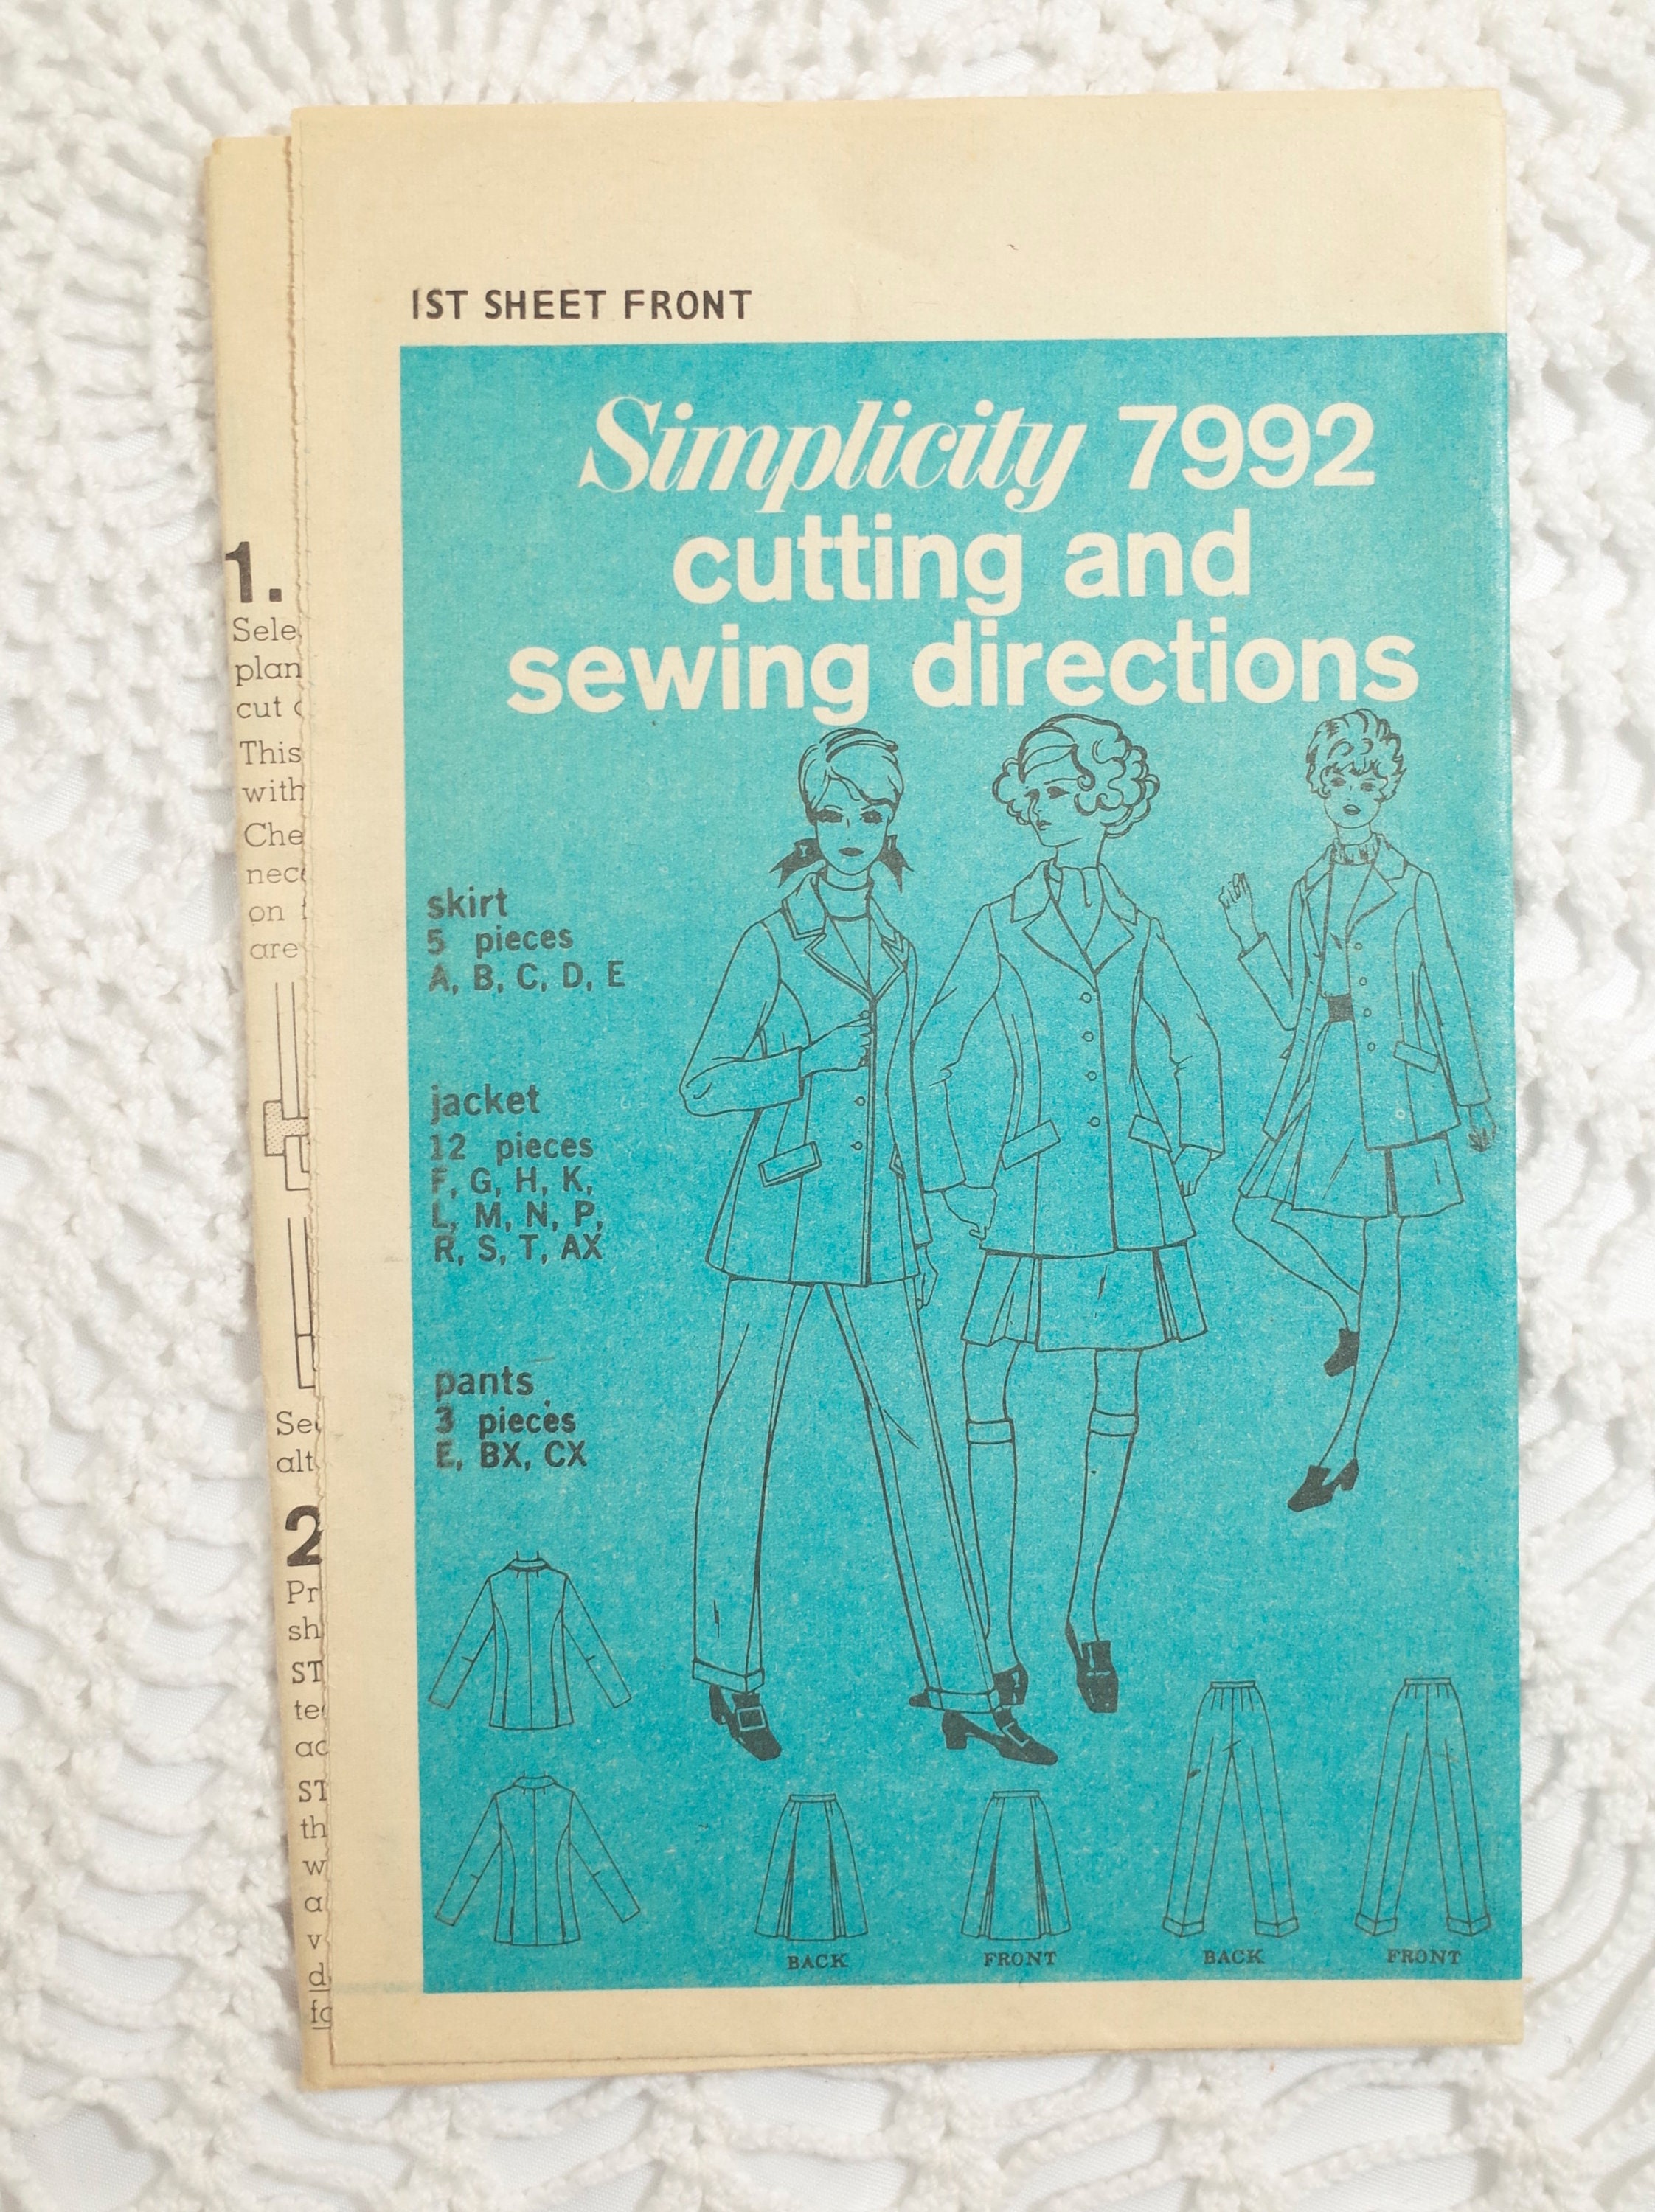 1ST SHEET FRONT
Simplicity 7992
cutting and
sewing directions
skirt
5 pieces
A, B, C, D, E
jacket
12 pieces
F, G, H, K,
L, M, N, P,
R, S, T, AX
pants
3 pieces
E, BX, CX
BACK
FRONT
BACK
FRONT
1.
Sele
plan
cut
This
with
Che
nec
on
are
Se
alt
2
Pr
sh
ST
te
ac
ST
th
w
a
v
d
fo